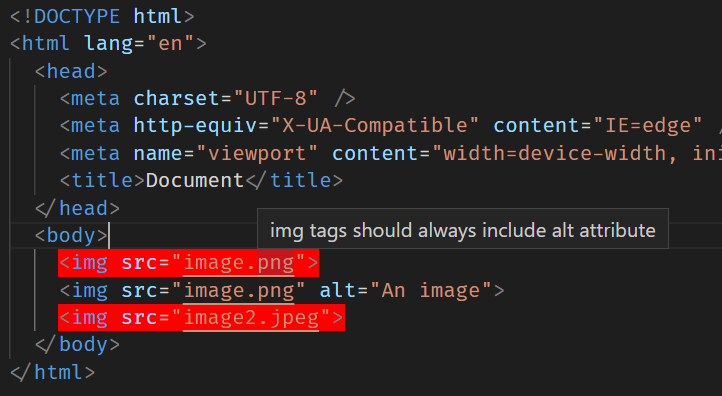 <!DOCTYPE html>
<html lang="en">
<head>
<meta charset="UTF-8" />
<meta http-equiv="X-UA-Compatible" content="IE=edge" /
<meta name="viewport" content="width=device-width, ini
<title>Document</title>
</head>
img tags should always include alt attribute
<body>
<img src="image.png">
<img src="image.png" alt="An image">
<img src="image2.jpeg">
</body>
</html>